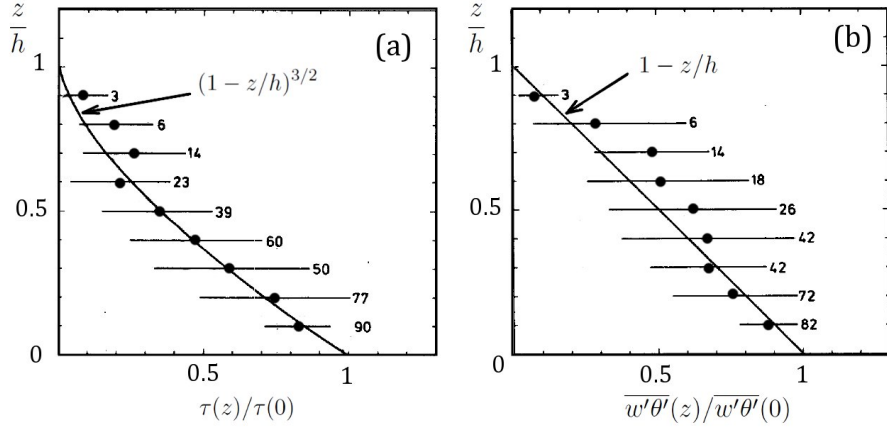 z
h
(a)
1
(1 − z/h)^{3/2}
3
6
14
23
0.5
39
60
50
77
90
0
0.5
1
τ(z)/τ(0)
z
h
(b)
1
1 − z/h
3
6
14
18
0.5
26
42
42
72
82
0
0.5
1
\overline{w'θ'}(z)/\overline{w'θ'}(0)